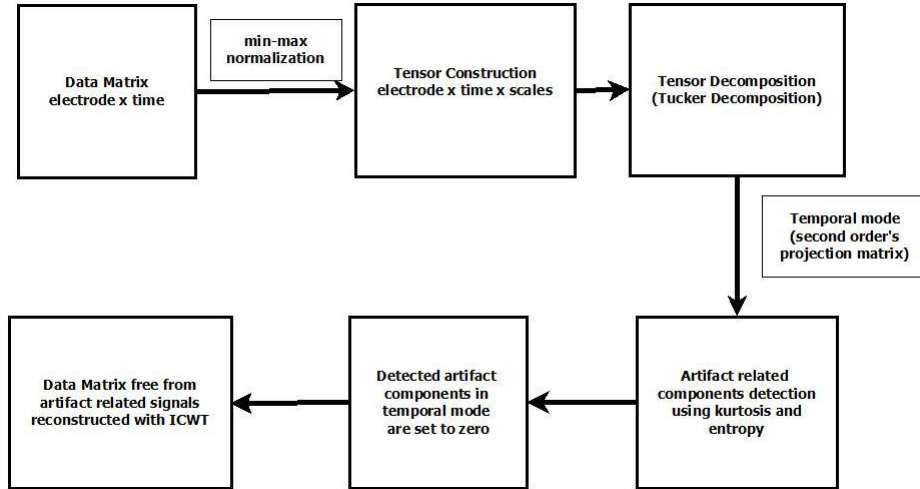 Data Matrix
electrode x time
min-max
normalization
Tensor Construction
electrode x time x scales
Tensor Decomposition
(Tucker Decomposition)
Temporal mode
(second order's
projection matrix)
Artifact related
components detection
using kurtosis and
entropy
Detected artifact
components in
temporal mode
are set to zero
Data Matrix free from
artifact related signals
reconstructed with ICWT